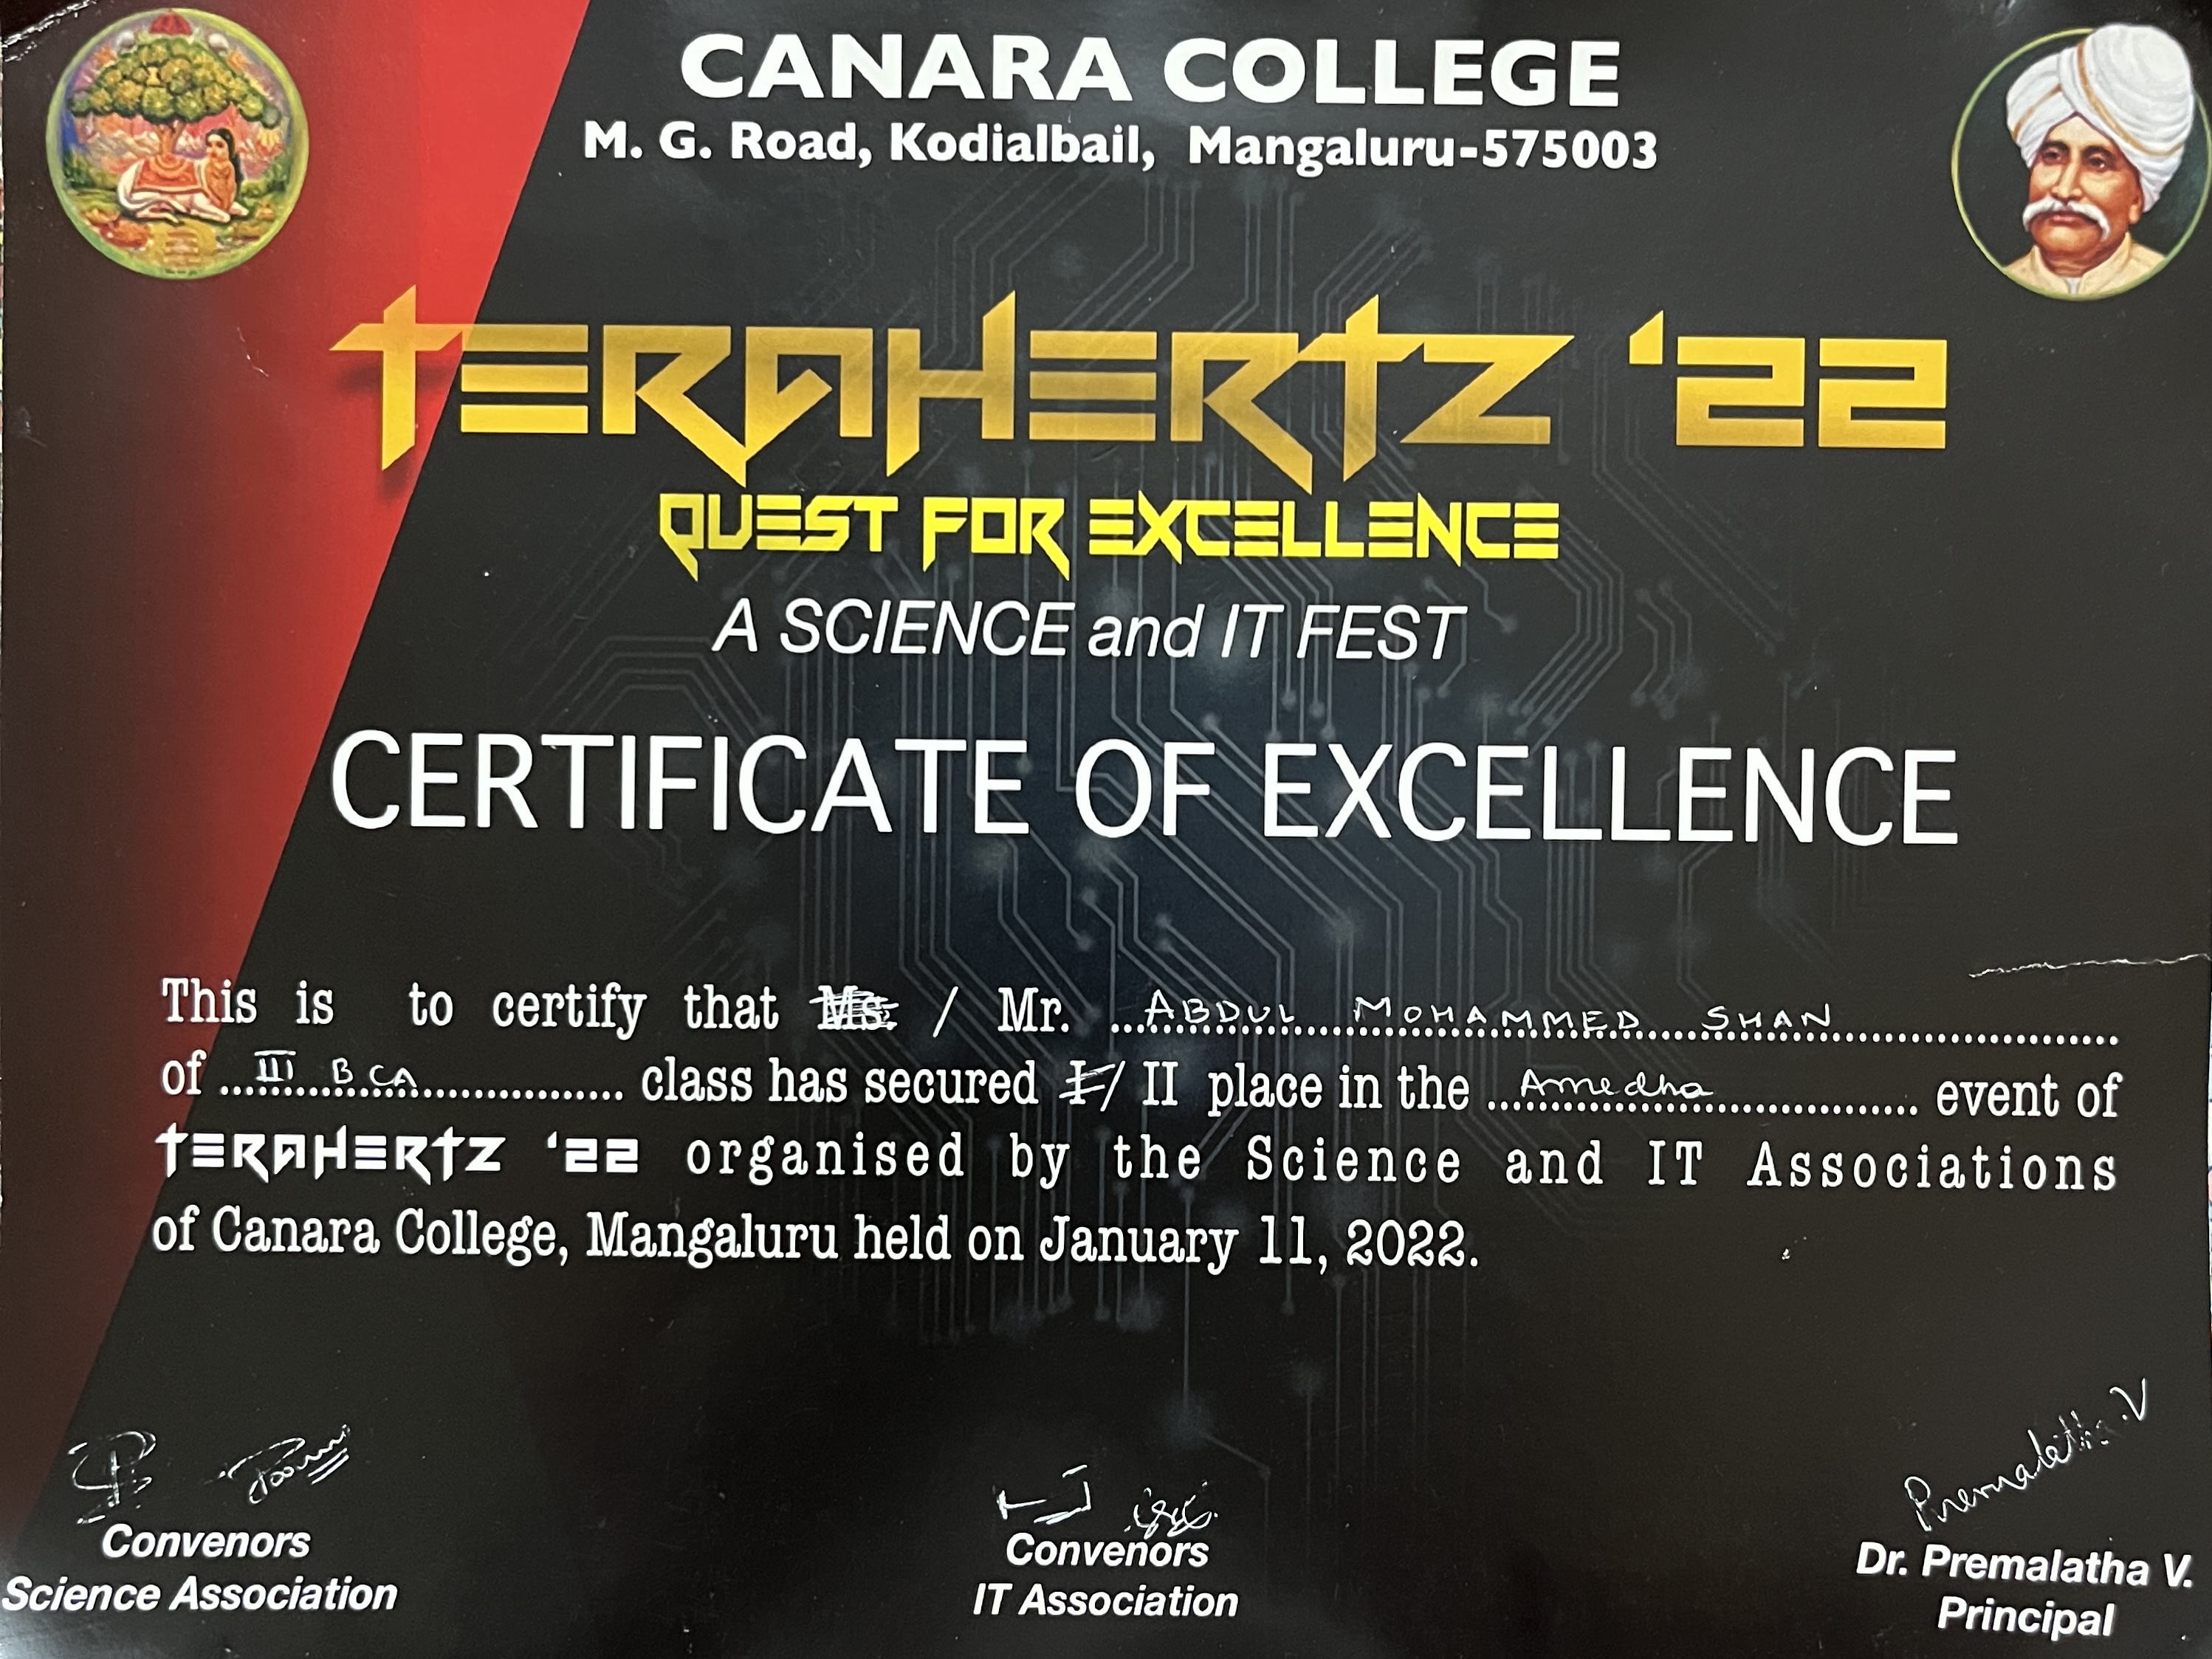 CANARA COLLEGE
M. G. Road, Kodialbail, Mangaluru-575003
TERAHERTZ '22
QUEST FOR EXCELLENCE
A SCIENCE and IT FEST
CERTIFICATE OF EXCELLENCE
This is to certify that Ms. / Mr. ABDUL MOHAMMED SHAN
of III BCA class has secured I / II place in the Amedha event of
TERAHERTZ '22 organised by the Science and IT Associations
of Canara College, Mangaluru held on January 11, 2022.
Premalatha.V
Convenors
Science Association
Convenors
IT Association
Dr. Premalatha V.
Principal